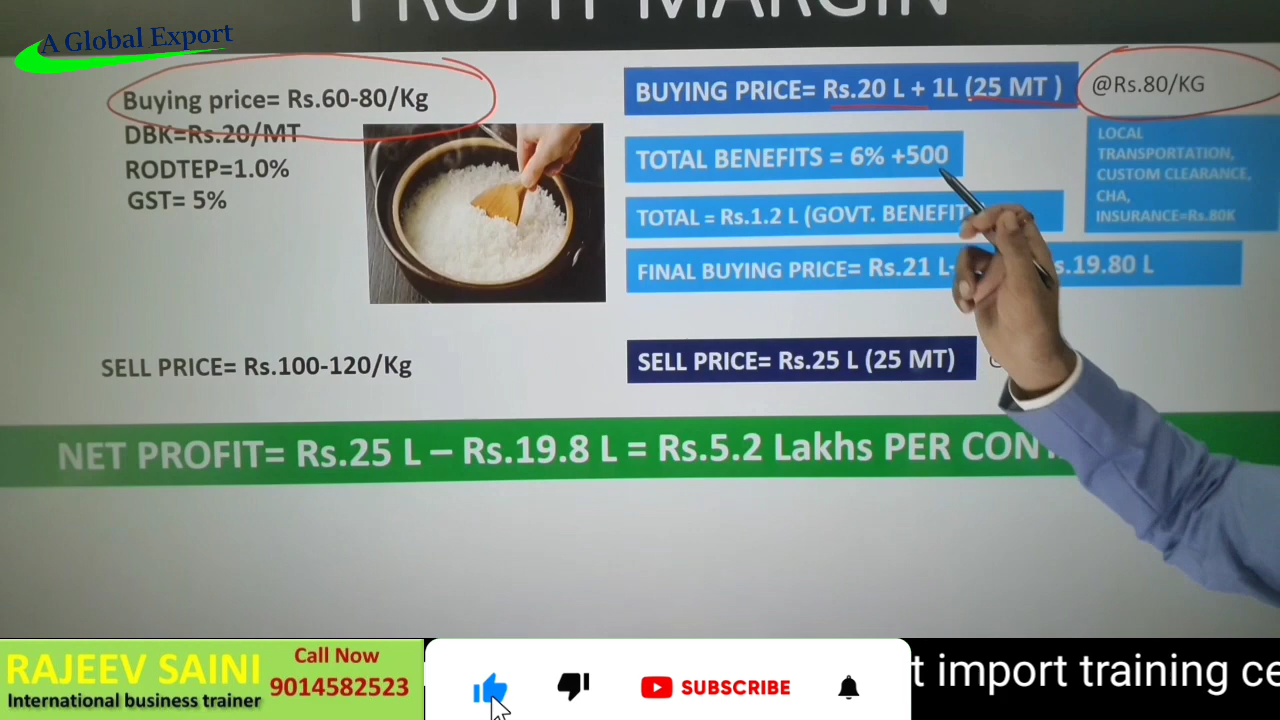 PROFIT MARGIN
A Global Export
Buying price= Rs.60-80/Kg
DBK=Rs.20/MT
RODTEP=1.0%
GST= 5%
SELL PRICE= Rs.100-120/Kg
BUYING PRICE= Rs.20 L + 1L (25 MT )
@Rs.80/KG
TOTAL BENEFITS = 6% +500
TOTAL = Rs.1.2 L (GOVT. BENEFIT
FINAL BUYING PRICE= Rs.21 L- s.19.80 L
LOCAL
TRANSPORTATION,
CUSTOM CLEARANCE,
CHA,
INSURANCE=Rs.80K
SELL PRICE= Rs.25 L (25 MT)
NET PROFIT= Rs.25 L – Rs.19.8 L = Rs.5.2 Lakhs PER CON
RAJEEV SAINI
International business trainer
Call Now
9014582523
SUBSCRIBE
t import training ce